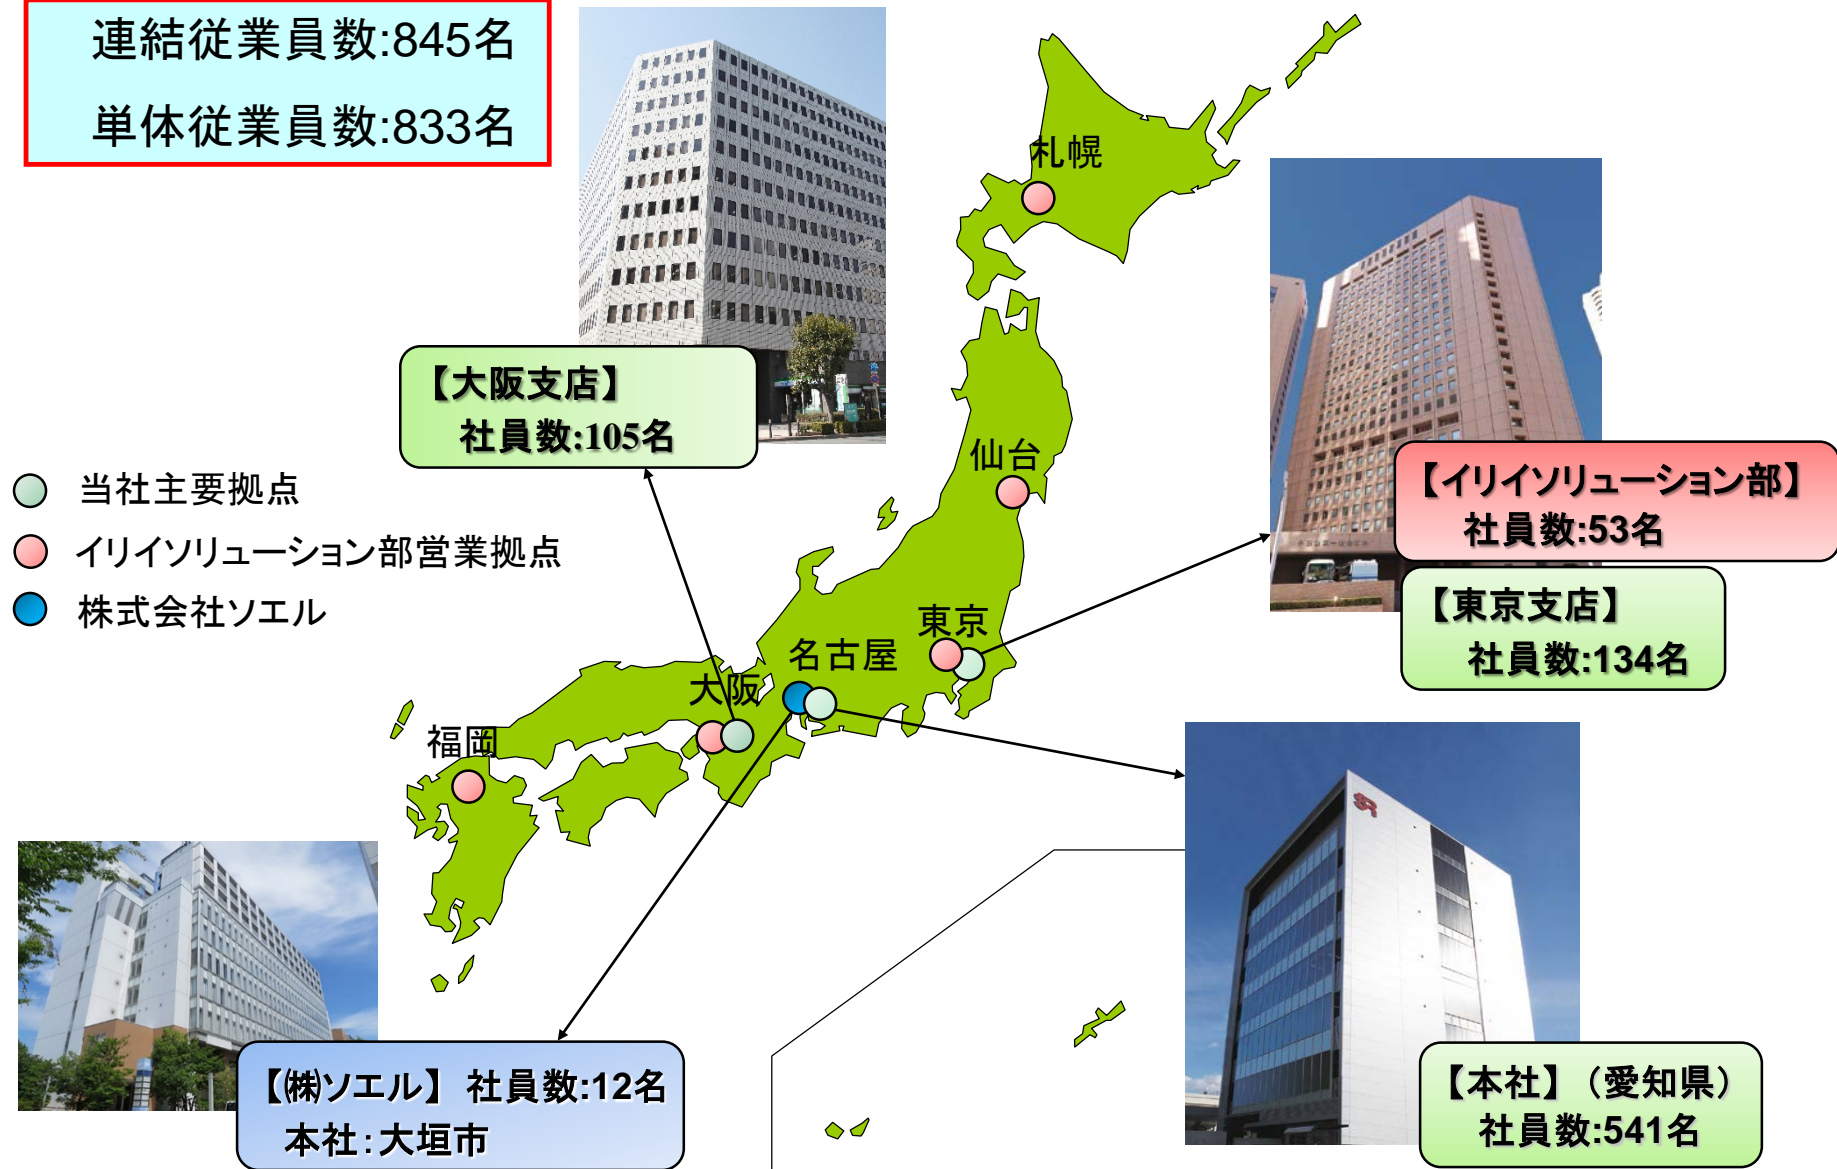 連結従業員数:845名
単体従業員数:833名
札幌
【大阪支店】
社員数:105名
仙台
【イリイソリューション部】
社員数:53名
当社主要拠点
イリイソリューション部営業拠点
株式会社ソエル
【東京支店】
社員数:134名
東京
名古屋
大阪
福岡
【㈱ソエル】 社員数:12名
本社:大垣市
【本社】(愛知県)
社員数:541名
SR